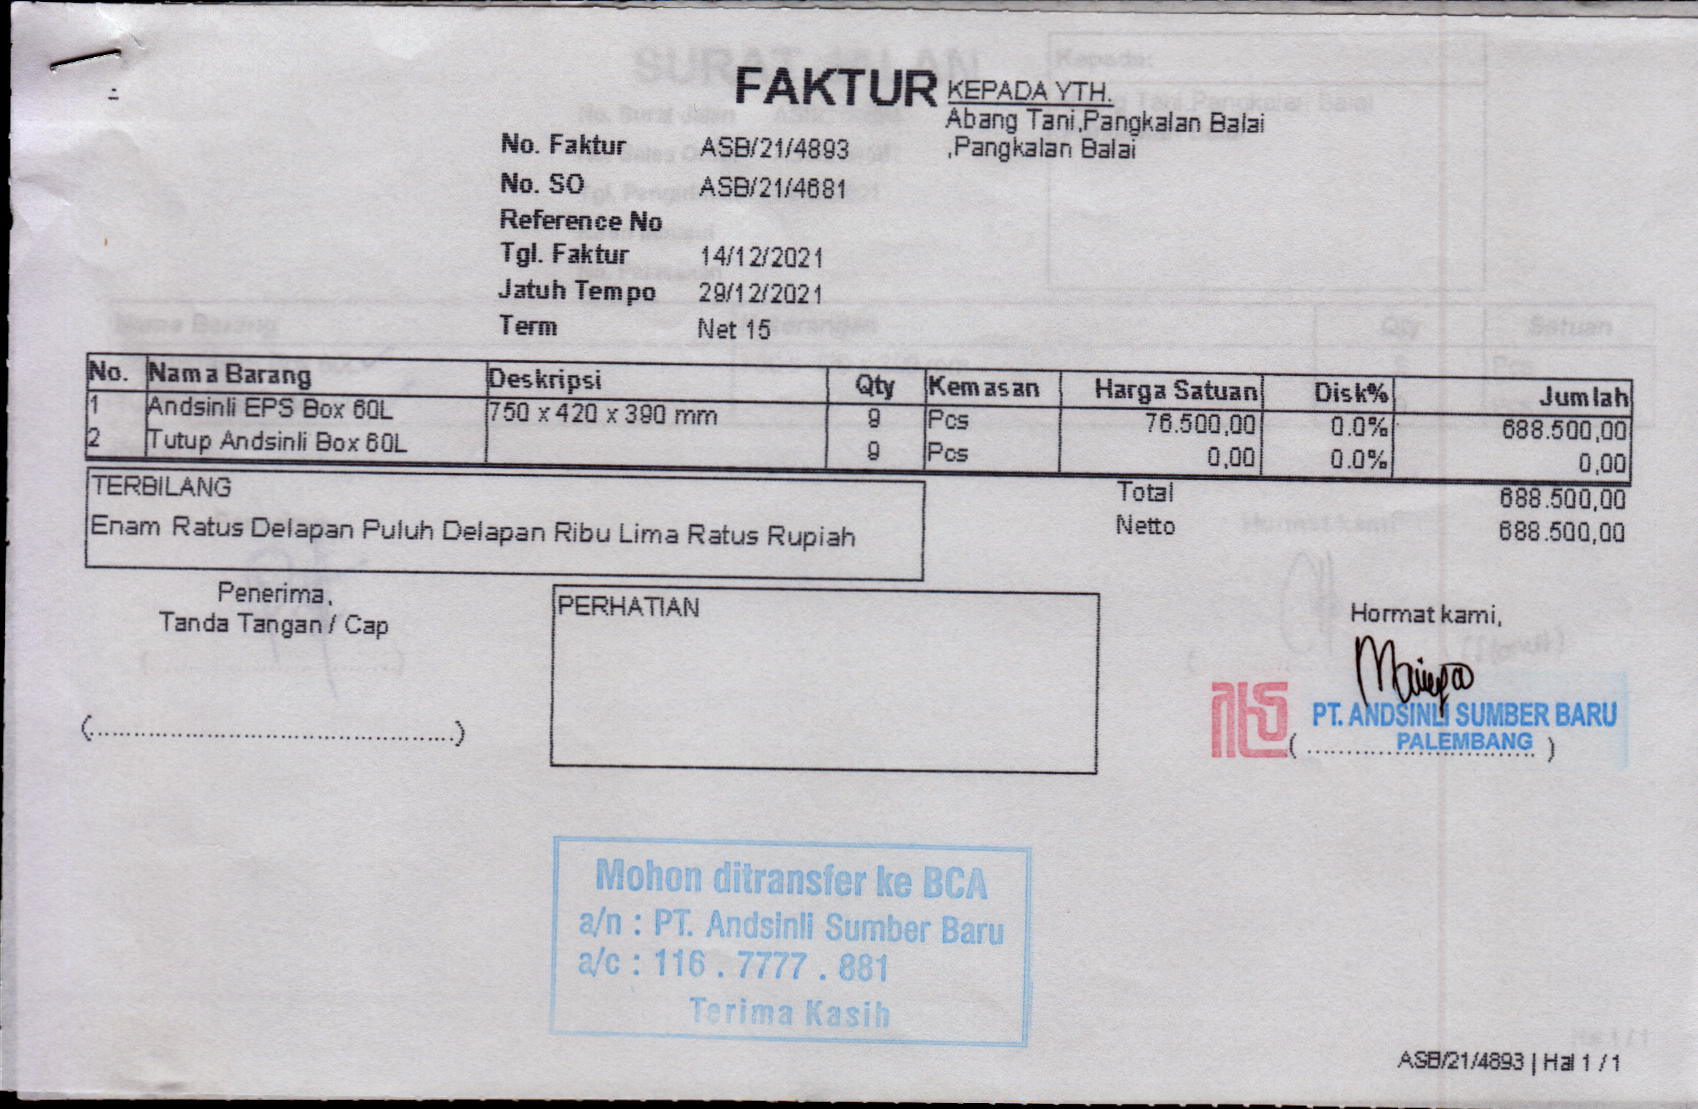 FAKTUR
KEPADA YTH.
Abang Tani,Pangkalan Balai
,Pangkalan Balai
No. Faktur ASB/21/4893
No. SO ASB/21/4681
Reference No
Tgl. Faktur 14/12/2021
Jatuh Tempo 29/12/2021
Term Net 15
No. Nama Barang Deskripsi Qty Kemasan Harga Satuan Disk% Jumlah
1 Andsinli EPS Box 60L 750 x 420 x 390 mm 9 Pcs 76.500,00 0.0% 688.500,00
2 Tutup Andsinli Box 60L 9 Pcs 0,00 0.0% 0,00
TERBILANG
Enam Ratus Delapan Puluh Delapan Ribu Lima Ratus Rupiah
Total 688.500,00
Netto 688.500,00
Penerima,
Tanda Tangan / Cap
(................................................)
PERHATIAN
Hormat kami,
PT. ANDSINLI SUMBER BARU
PALEMBANG
Mohon ditransfer ke BCA
a/n : PT. Andsinli Sumber Baru
a/c : 116 . 7777 . 881
Terima Kasih
ASB/21/4893 | Hal 1 / 1